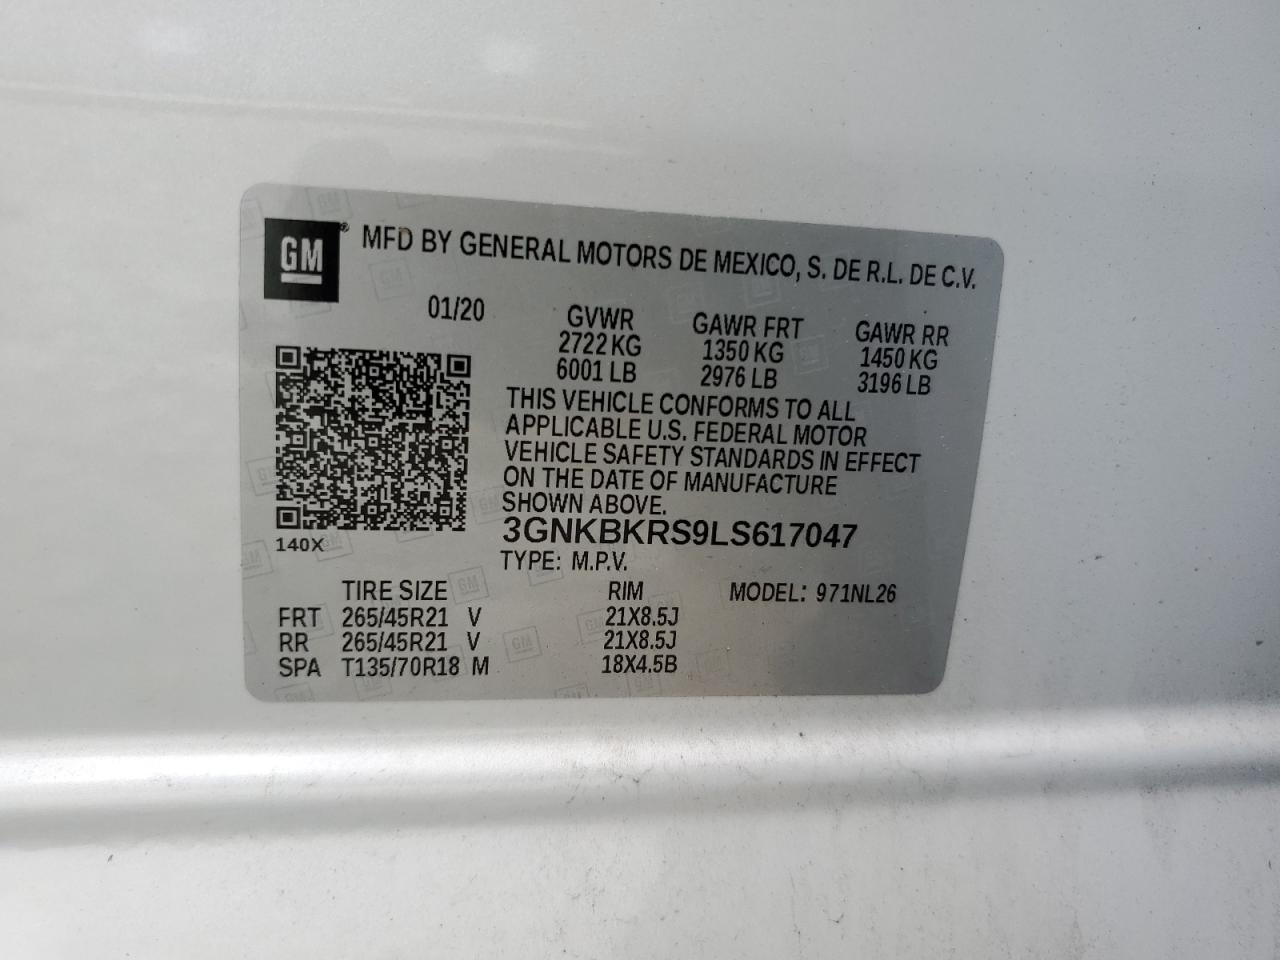 GM ® MFD BY GENERAL MOTORS DE MEXICO, S. DE R.L. DE C.V.
01/20
GVWR GAWR FRT GAWR RR
2722 KG 1350 KG 1450 KG
6001 LB 2976 LB 3196 LB
THIS VEHICLE CONFORMS TO ALL
APPLICABLE U.S. FEDERAL MOTOR
VEHICLE SAFETY STANDARDS IN EFFECT
ON THE DATE OF MANUFACTURE
SHOWN ABOVE.
3GNKBKRS9LS617047
140X
TYPE: M.P.V.
TIRE SIZE RIM MODEL: 971NL26
FRT 265/45R21 V 21X8.5J
RR 265/45R21 V 21X8.5J
SPA T135/70R18 M 18X4.5B